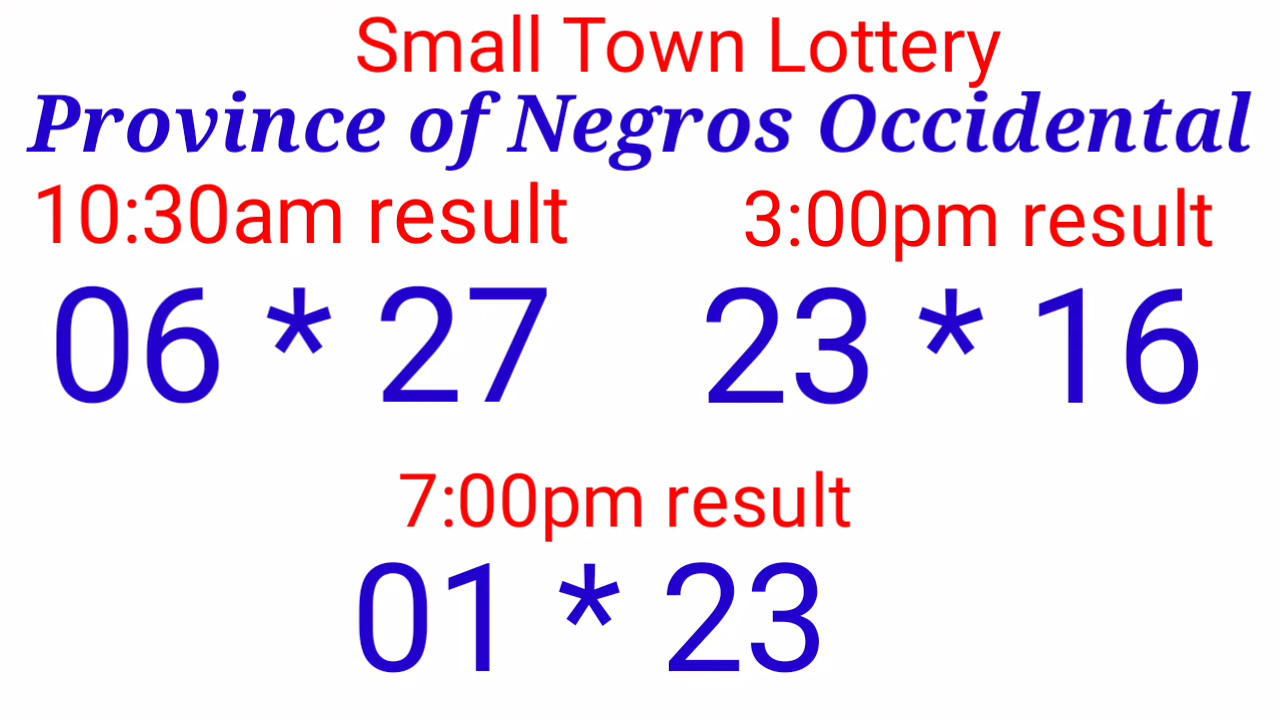 Small Town Lottery
Province of Negros Occidental
10:30am result
06 * 27
3:00pm result
23 * 16
7:00pm result
01 * 23